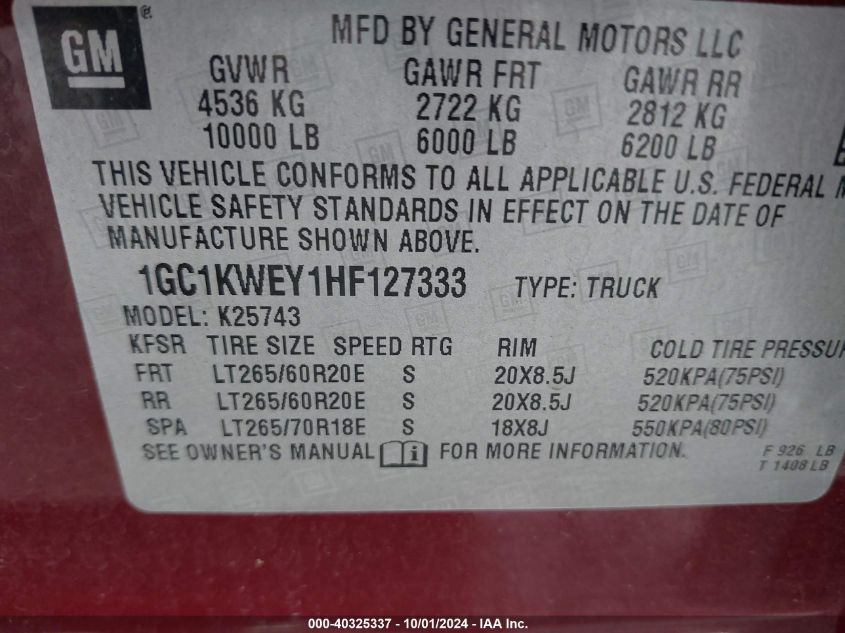 GM ®
MFD BY GENERAL MOTORS LLC
GVWR GAWR FRT GAWR RR
4536 KG 2722 KG 2812 KG
10000 LB 6000 LB 6200 LB
THIS VEHICLE CONFORMS TO ALL APPLICABLE U.S. FEDERAL
VEHICLE SAFETY STANDARDS IN EFFECT ON THE DATE OF
MANUFACTURE SHOWN ABOVE.
1GC1KWEY1HF127333 TYPE: TRUCK
MODEL: K25743
KFSR TIRE SIZE SPEED RTG RIM COLD TIRE PRESSUR
FRT LT265/60R20E S 20X8.5J 520KPA(75PSI)
RR LT265/60R20E S 20X8.5J 520KPA(75PSI)
SPA LT265/70R18E S 18X8J 550KPA(80PSI)
SEE OWNER'S MANUAL i FOR MORE INFORMATION.
F 926 LB
T 1408 LB
000-40325337 - 10/01/2024 - IAA Inc.